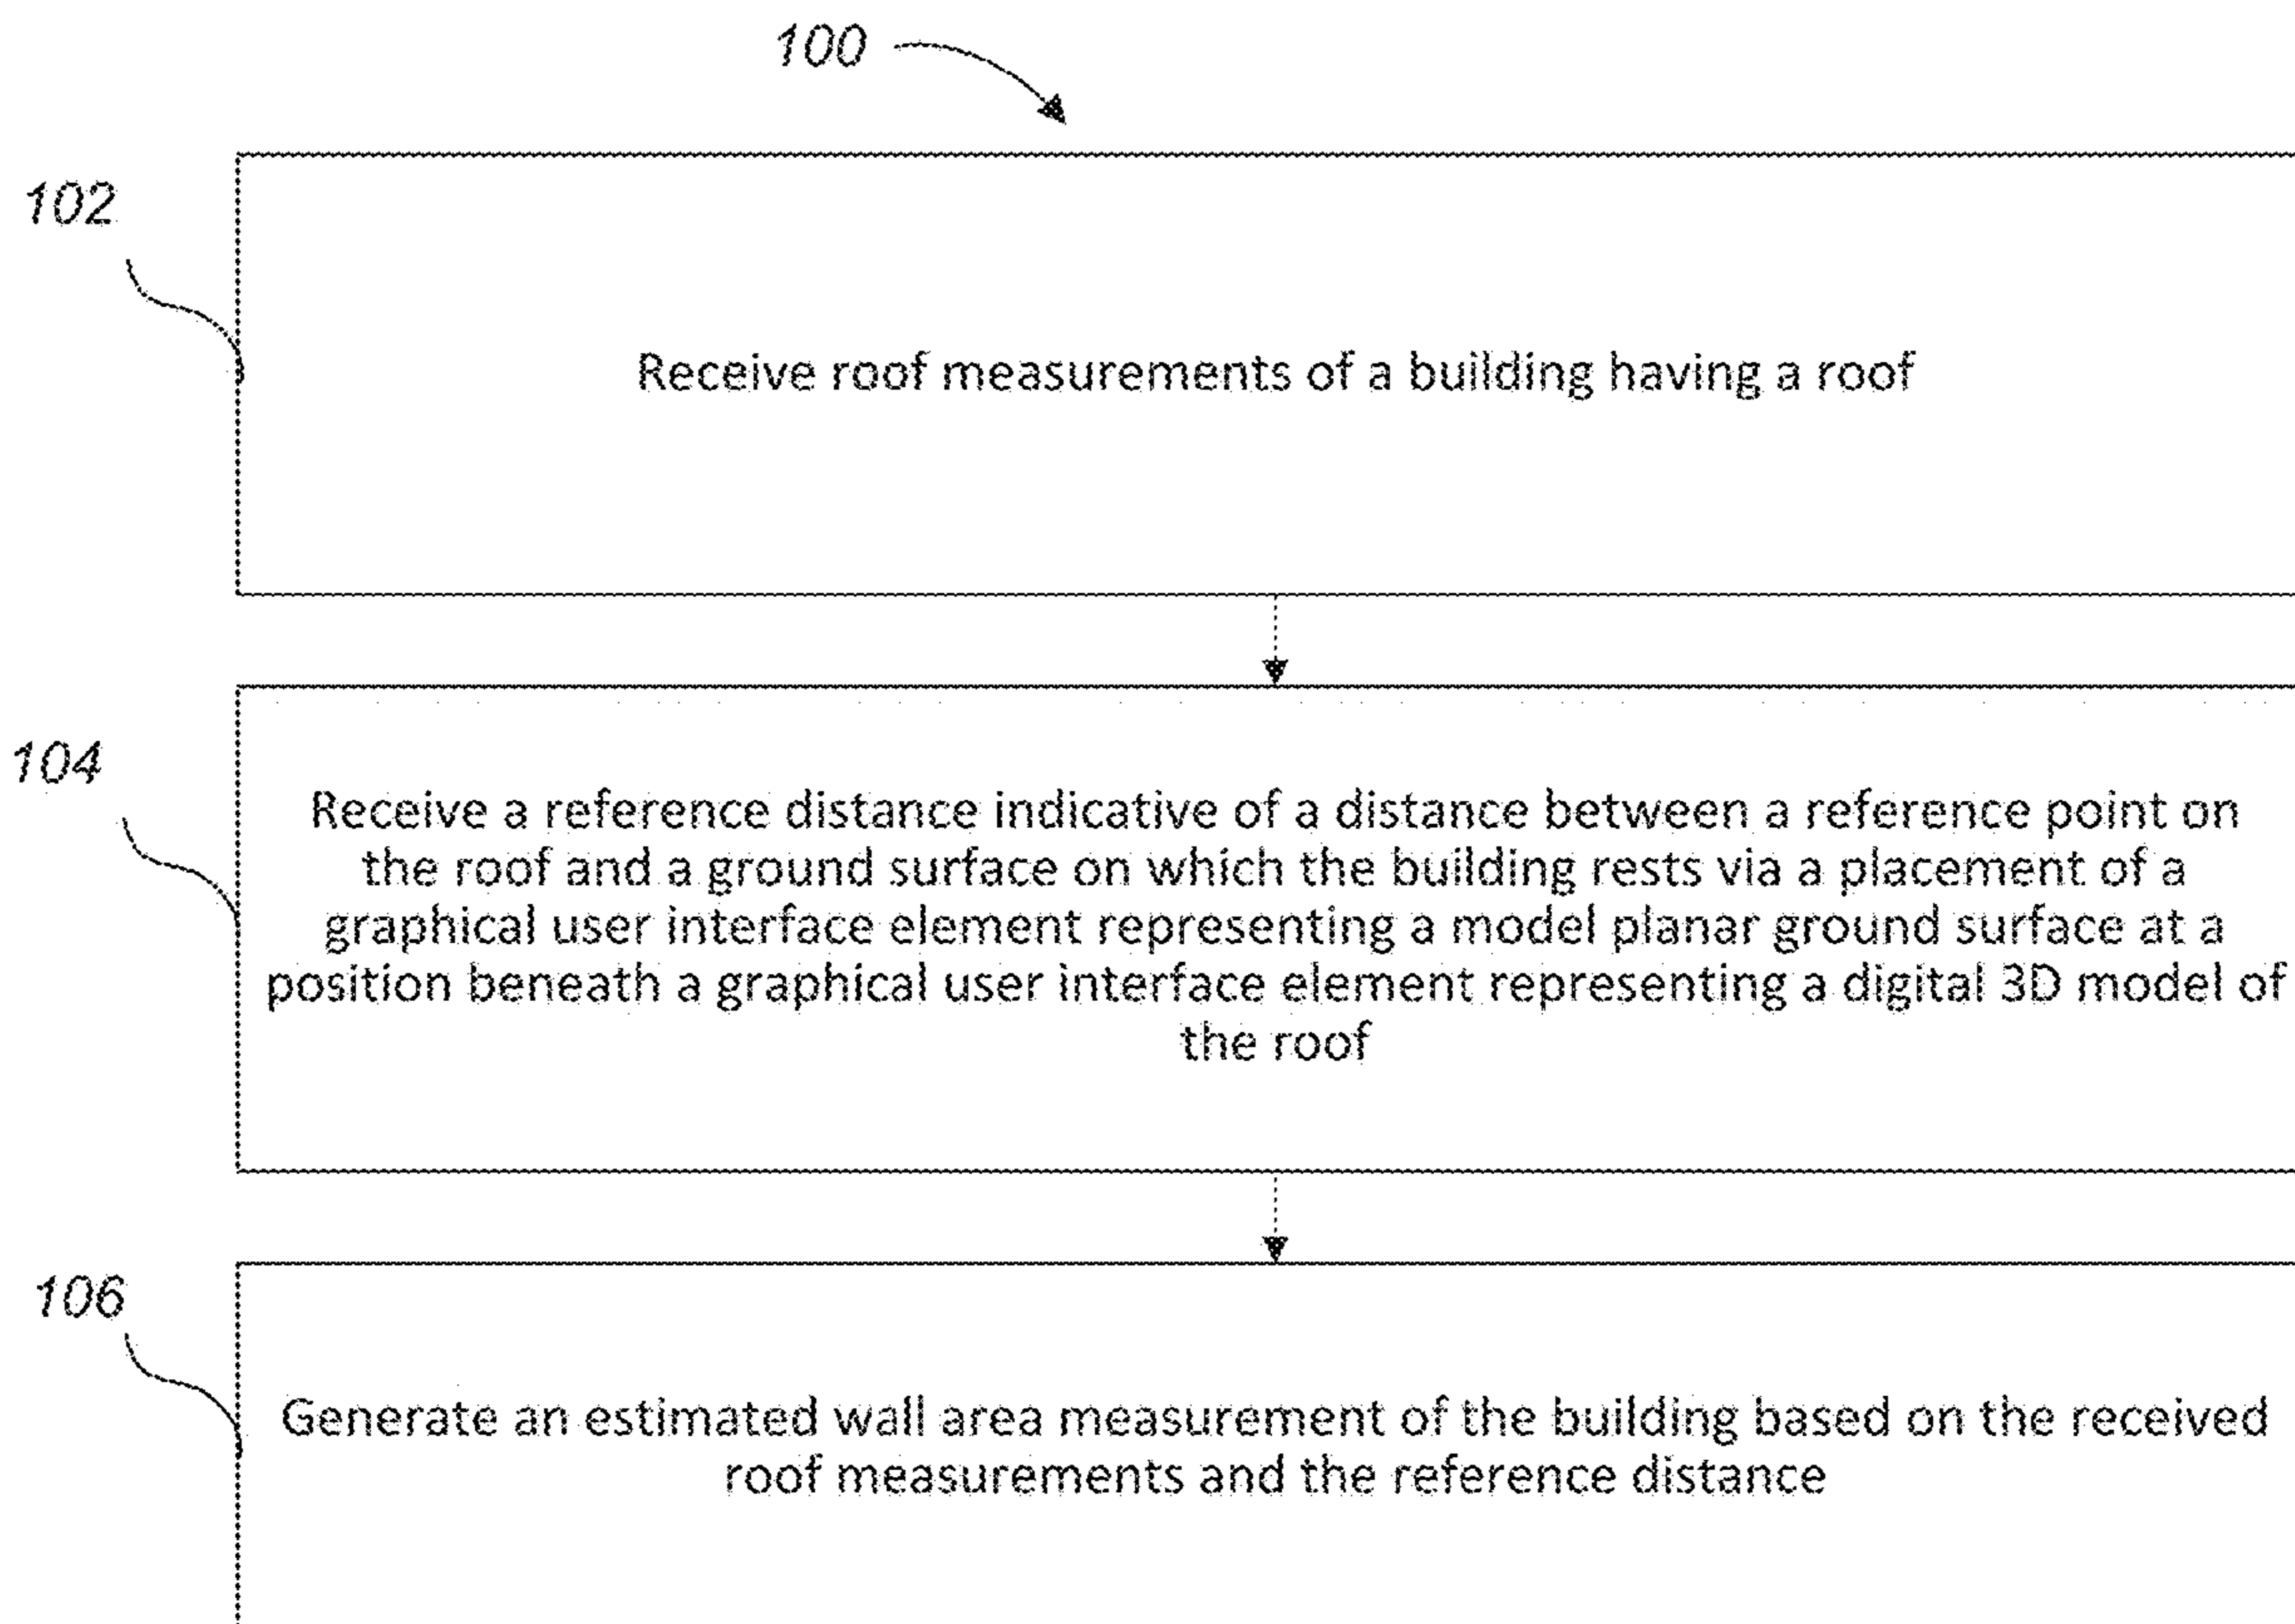 100
102
Receive roof measurements of a building having a roof
104
Receive a reference distance indicative of a distance between a reference point on
the roof and a ground surface on which the building rests via a placement of a
graphical user interface element representing a model planar ground surface at a
position beneath a graphical user interface element representing a digital 3D model of
the roof
106
Generate an estimated wall area measurement of the building based on the received
roof measurements and the reference distance